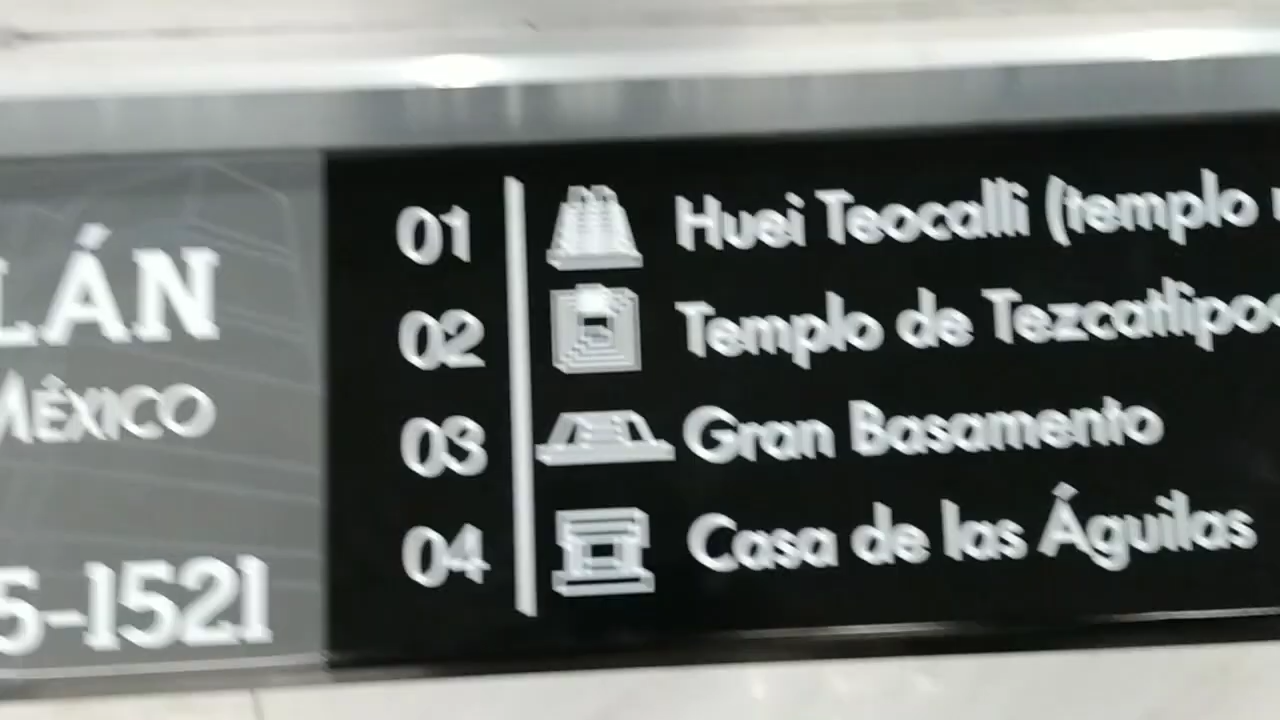 LÁN
MÉXICO
5-1521
01 Huei Teocalli (templo
02 Templo de Tezcatlipoc
03 Gran Basamento
04 Casa de las Águilas